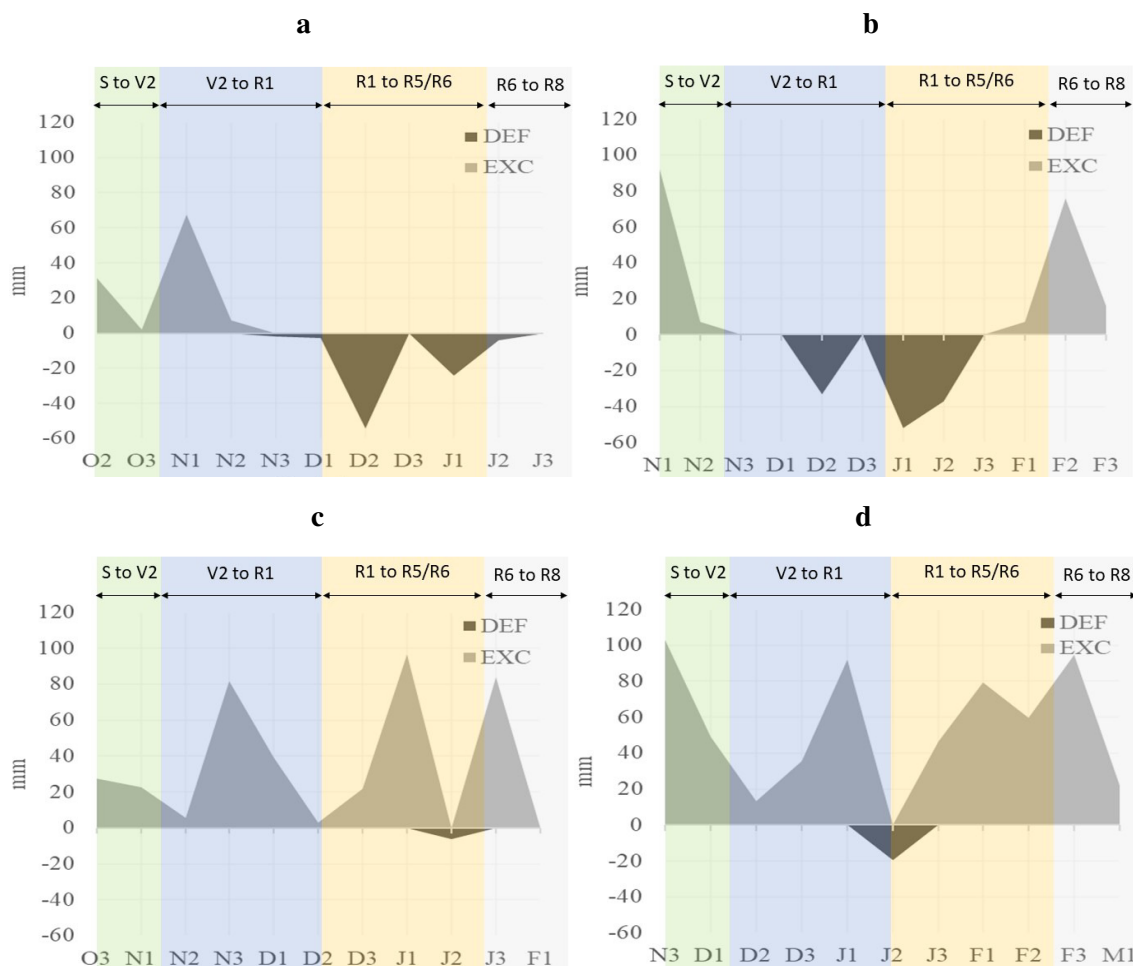 a
S to V2 V2 to R1 R1 to R5/R6 R6 to R8
120
DEF
100
EXC
80
60
40
20
0
-20
-40
-60
mm
O2 O3 N1 N2 N3 D1 D2 D3 J1 J2 J3
b
S to V2 V2 to R1 R1 to R5/R6 R6 to R8
120
DEF
100
EXC
80
60
40
20
0
-20
-40
-60
mm
N1 N2 N3 D1 D2 D3 J1 J2 J3 F1 F2 F3
c
S to V2 V2 to R1 R1 to R5/R6 R6 to R8
120
DEF
100
EXC
80
60
40
20
0
-20
-40
-60
mm
O3 N1 N2 N3 D1 D2 D3 J1 J2 J3 F1
d
S to V2 V2 to R1 R1 to R5/R6 R6 to R8
120
DEF
100
EXC
80
60
40
20
0
-20
-40
-60
mm
N3 D1 D2 D3 J1 J2 J3 F1 F2 F3 M1